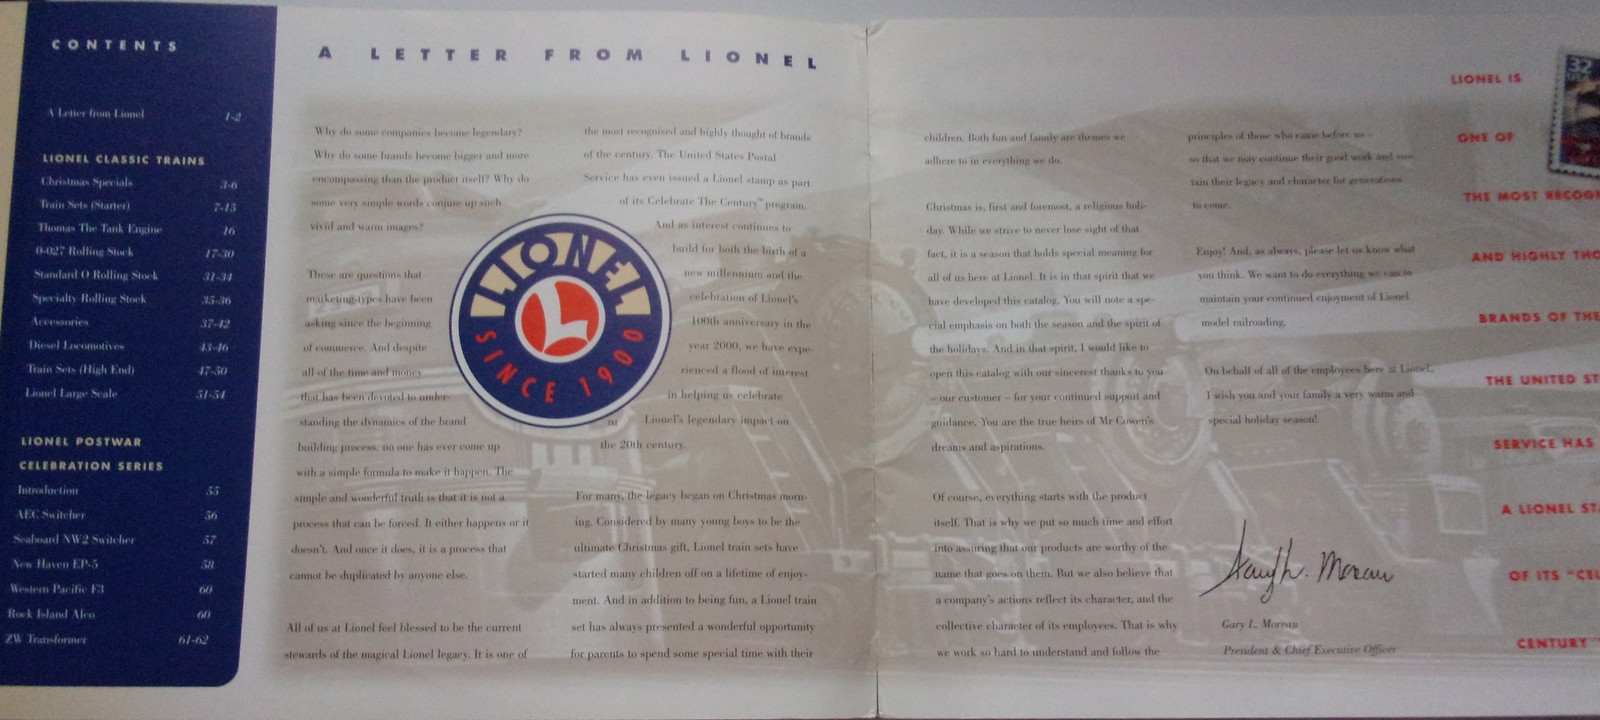 CONTENTS
A Letter from Lionel 1-2
LIONEL CLASSIC TRAINS
Christmas Specials 3-6
Train Sets (Starter) 7-15
Thomas The Tank Engine 16
0-027 Rolling Stock 17-30
Standard O Rolling Stock 31-34
Specialty Rolling Stock 35-36
Accessories 37-42
Diesel Locomotives 43-46
Train Sets (High End) 47-50
Lionel Large Scale 51-54
LIONEL POSTWAR
CELEBRATION SERIES
Introduction 55
AEC Switcher 56
Seaboard NW2 Switcher 57
New Haven EP-5 58
Western Pacific F3 60
Rock Island Alco 60
ZW Transformer 61-62
A LETTER FROM LIONEL
Why do some companies become legendary?
Why do some brands become bigger and more
encompassing than the product itself? Why do
some very simple words conjure up such
vivid and warm images?
These are questions that
marketing-types have been
asking since the beginning
of commerce. And despite
all of the time and money
that has been devoted to under-
standing the dynamics of the brand
building process, no one has ever come up
with a simple formula to make it happen. The
simple and wonderful truth is that it is not a
process that can be forced. It either happens or it
doesn't. And once it does, it is a process that
cannot be duplicated by anyone else.
All of us at Lionel feel blessed to be the current
stewards of the magical Lionel legacy. It is one of
LIONEL
L
SINCE 1900
TM
the most recognized and highly thought of brands
of the century. The United States Postal
Service has even issued a Lionel stamp as part
of its Celebrate The Century™ program.
And as interest continues to
build for both the birth of a
new millennium and the
celebration of Lionel's
100th anniversary in the
year 2000, we have expe-
rienced a flood of interest
in helping us celebrate
Lionel's legendary impact on
the 20th century.
For many, the legacy began on Christmas morn-
ing. Considered by many young boys to be the
ultimate Christmas gift, Lionel train sets have
started many children off on a lifetime of enjoy-
ment. And in addition to being fun, a Lionel train
set has always presented a wonderful opportunity
for parents to spend some special time with their
children. Both fun and family are themes we
adhere to in everything we do.
Christmas is, first and foremost, a religious holi-
day. While we strive to never lose sight of that
fact, it is a season that holds special meaning for
all of us here at Lionel. It is in that spirit that we
have developed this catalog. You will note a spe-
cial emphasis on both the season and the spirit of
the holidays. And in that spirit, I would like to
open this catalog with our sincerest thanks to you
– our customer – for your continued support and
guidance. You are the true heirs of Mr Cowen's
dreams and aspirations.
Of course, everything starts with the product
itself. That is why we put so much time and effort
into assuring that our products are worthy of the
name that goes on them. But we also believe that
a company's actions reflect its character, and the
collective character of its employees. That is why
we work so hard to understand and follow the
principles of those who came before us –
so that we may continue their good work and sus-
tain their legacy and character for generations
to come.
Enjoy! And, as always, please let us know what
you think. We want to do everything we can to
maintain your continued enjoyment of Lionel
model railroading.
On behalf of all of the employees here at Lionel,
I wish you and your family a very warm and
special holiday season!
Gary L. Moreau
Gary L. Moreau
President & Chief Executive Officer
LIONEL IS
ONE OF
THE MOST RECOG
AND HIGHLY THO
BRANDS OF THE
THE UNITED ST
SERVICE HAS
A LIONEL STA
OF ITS "CEL
CENTURY™
32
USA